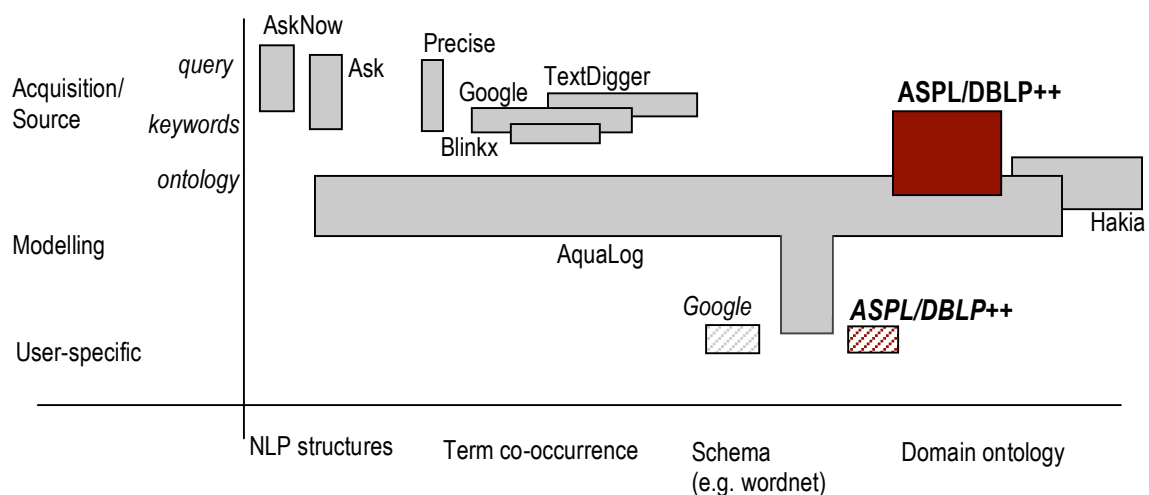 AskNow
query
Ask
Precise
TextDigger
Acquisition/
Source
Google
ASPL/DBLP++
keywords
Blinkx
ontology
Hakia
Modelling
AquaLog
Google
ASPL/DBLP++
User-specific
NLP structures
Term co-occurrence
Schema
(e.g. wordnet)
Domain ontology